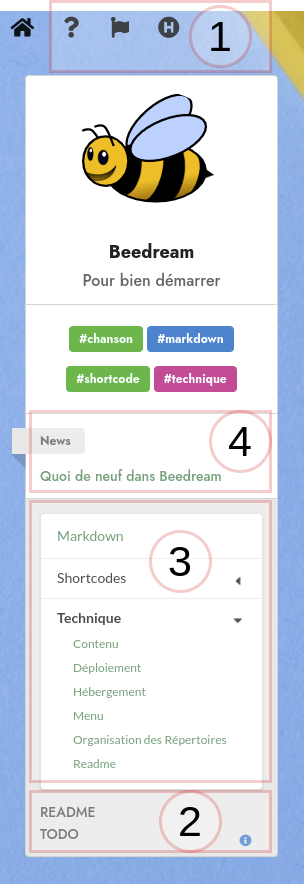 ? H 1
Beedream
Pour bien démarrer
#chanson #markdown
#shortcode #technique
News 4
Quoi de neuf dans Beedream
Markdown
3
Shortcodes
Technique
Contenu
Déploiement
Hébergement
Menu
Organisation des Répertoires
Readme
README
2
TODO
i